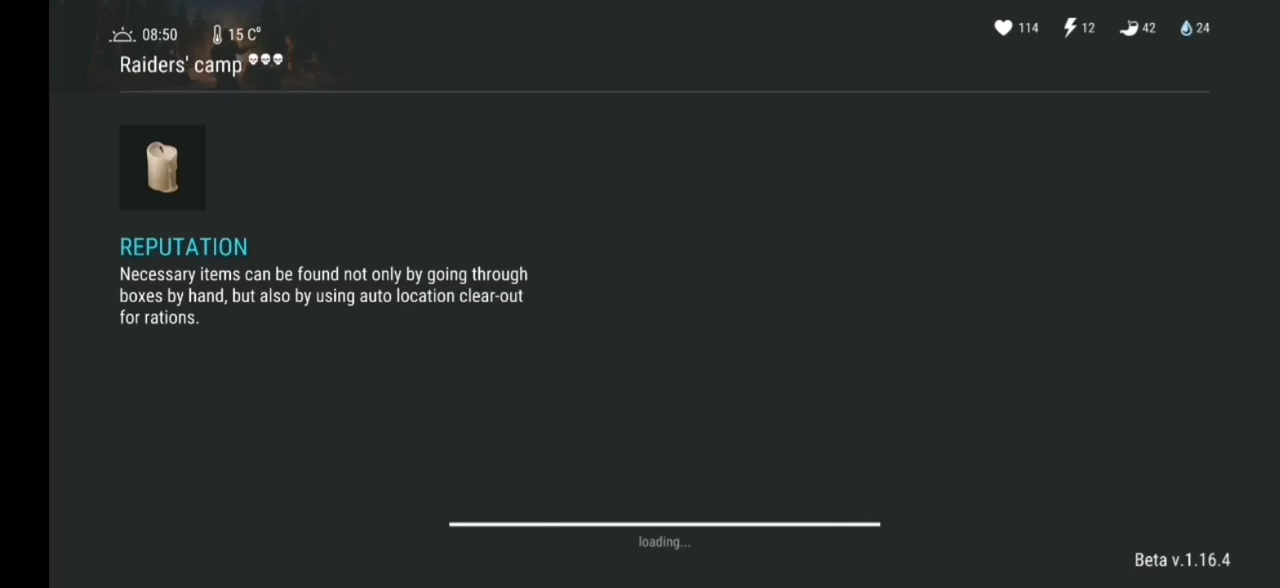 08:50 15 C° 114 12 42 24
Raiders' camp
REPUTATION
Necessary items can be found not only by going through
boxes by hand, but also by using auto location clear-out
for rations.
loading...
Beta v.1.16.4